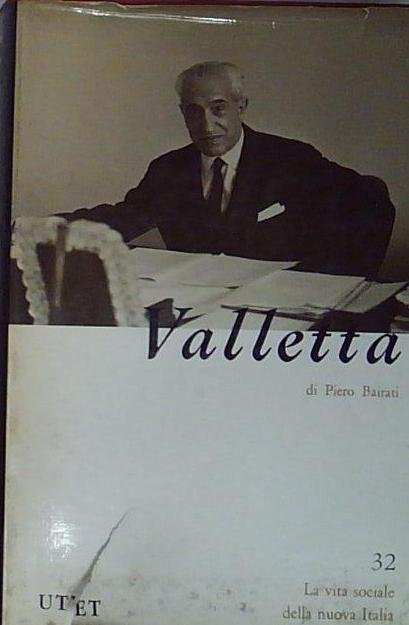 Valletta
di Piero Bairati
32
La vita sociale
della nuova Italia
UTET